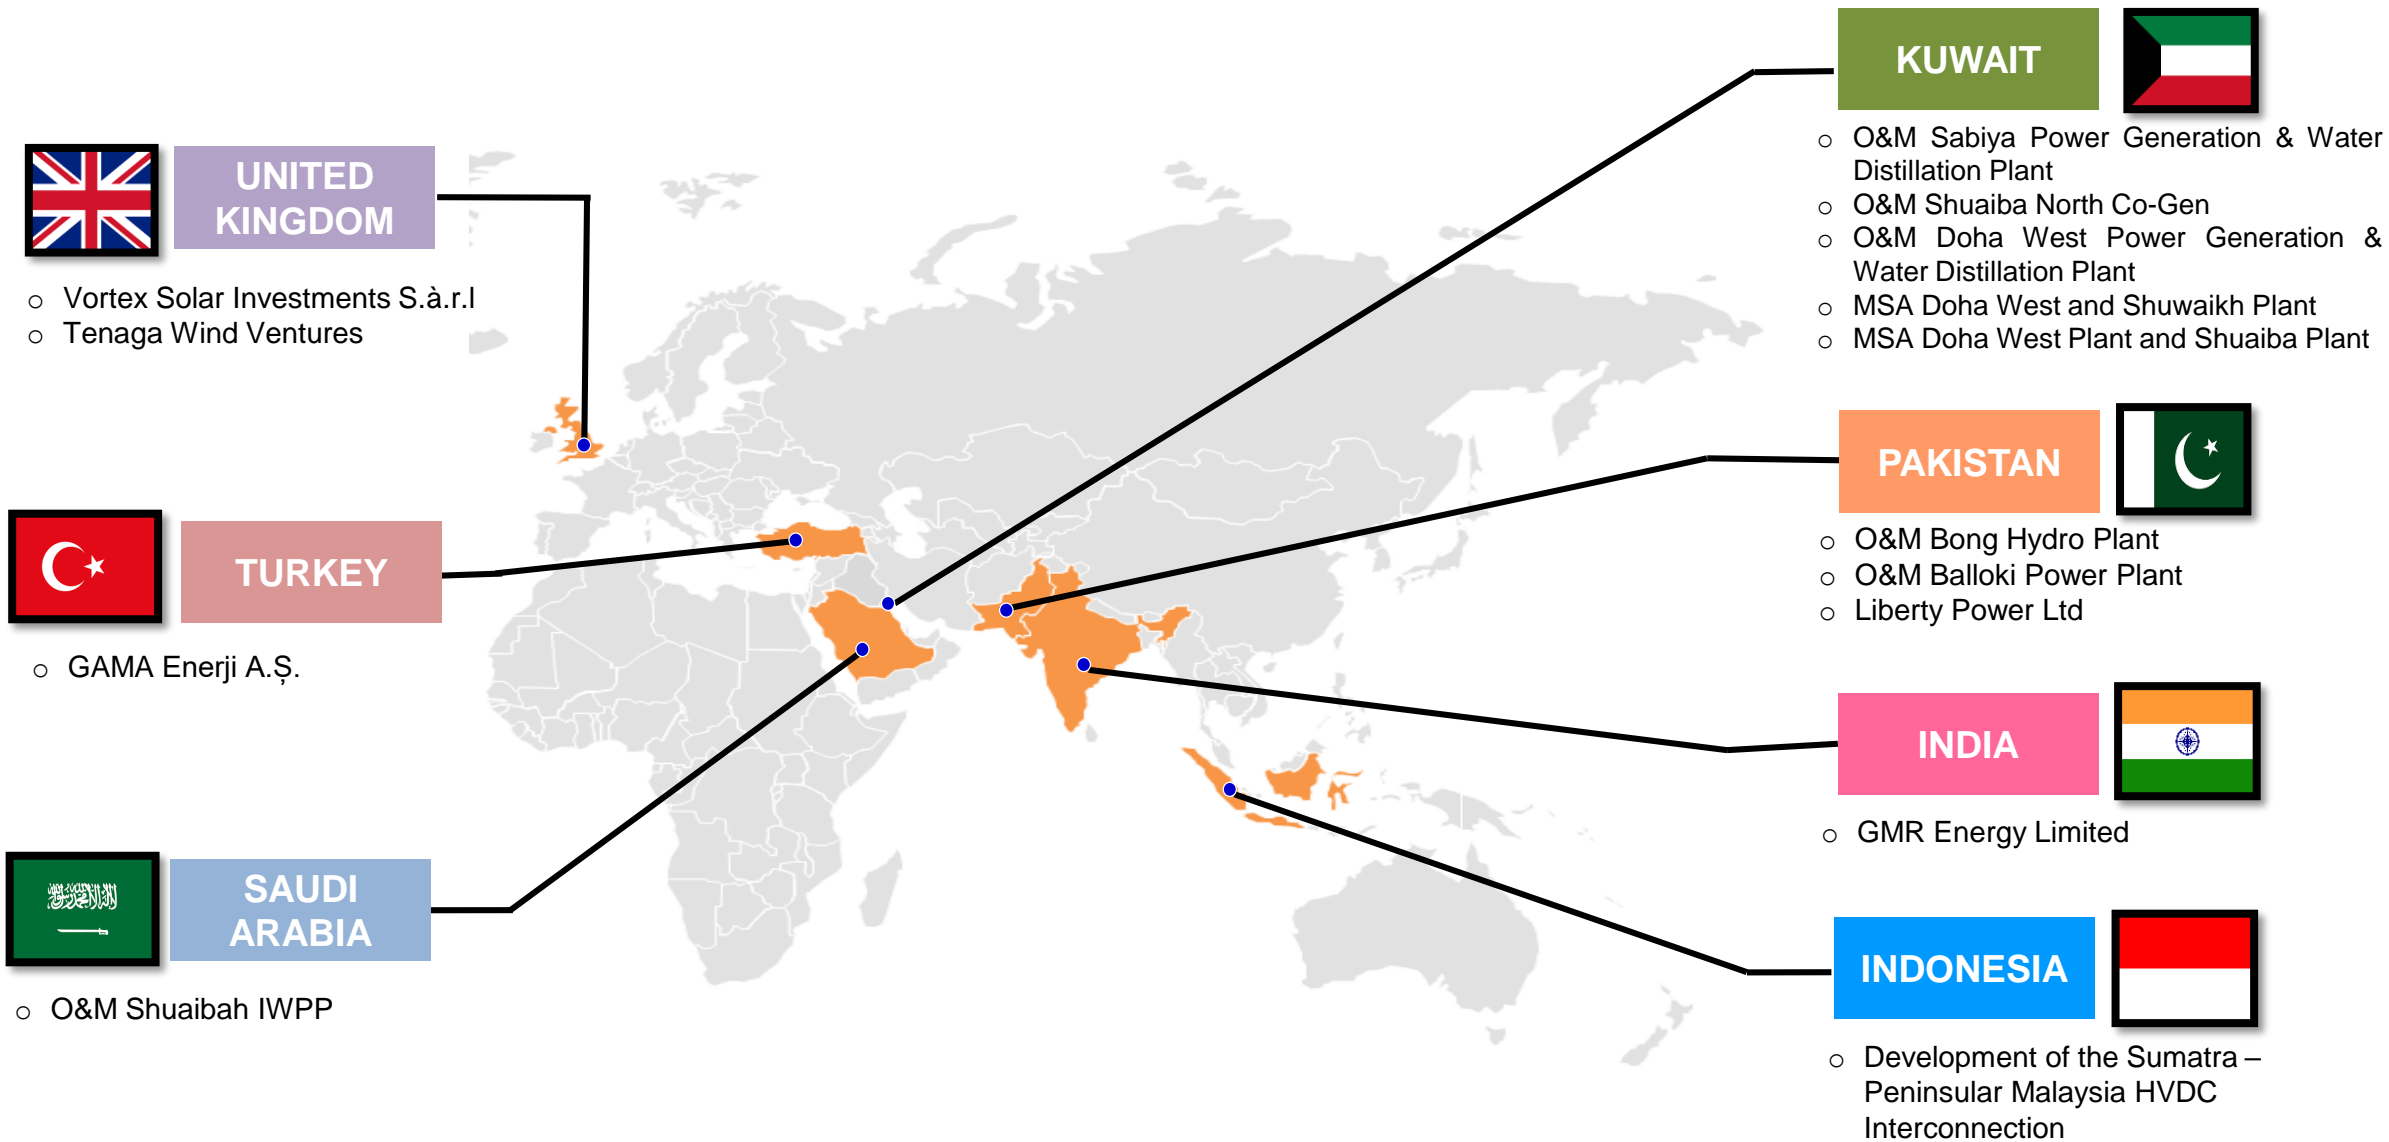 UNITED
KINGDOM
○ Vortex Solar Investments S.à.r.l
○ Tenaga Wind Ventures
TURKEY
○ GAMA Enerji A.Ş.
SAUDI
ARABIA
○ O&M Shuaibah IWPP
KUWAIT
○ O&M Sabiya Power Generation & Water
Distillation Plant
○ O&M Shuaiba North Co-Gen
○ O&M Doha West Power Generation &
Water Distillation Plant
○ MSA Doha West and Shuwaikh Plant
○ MSA Doha West Plant and Shuaiba Plant
PAKISTAN
○ O&M Bong Hydro Plant
○ O&M Balloki Power Plant
○ Liberty Power Ltd
INDIA
○ GMR Energy Limited
INDONESIA
○ Development of the Sumatra –
Peninsular Malaysia HVDC
Interconnection